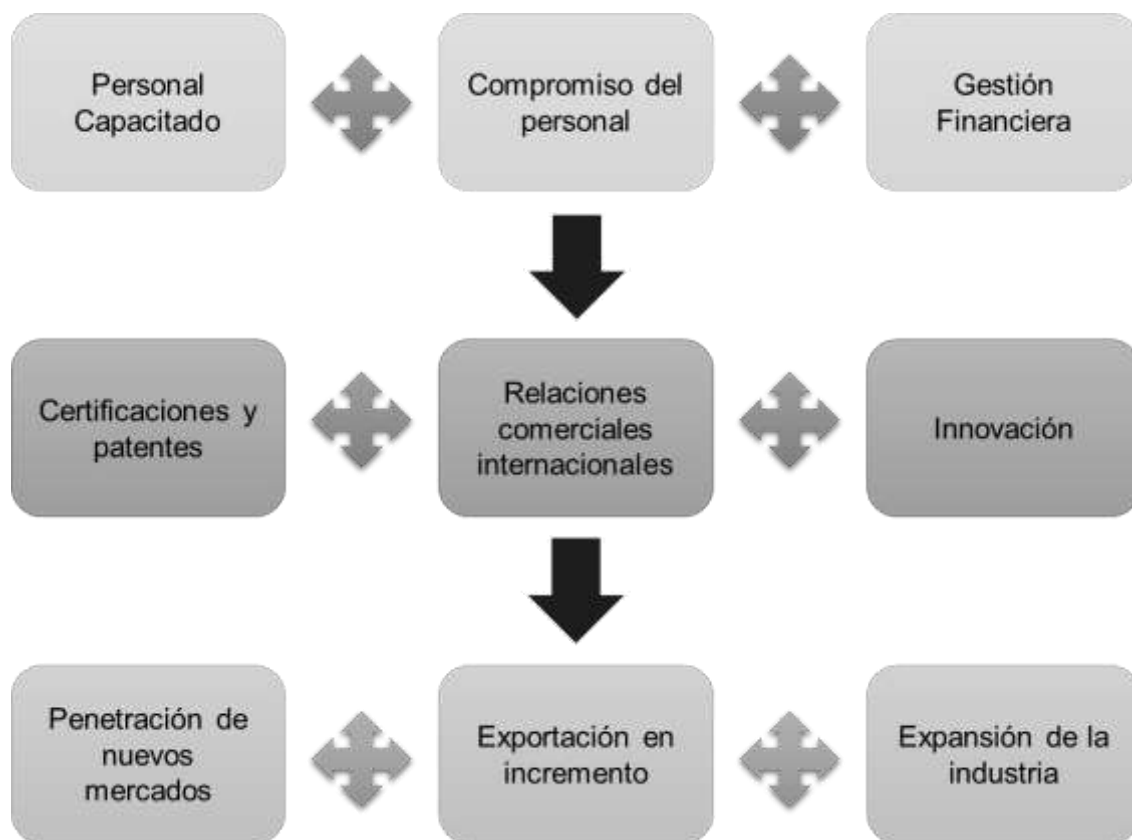 Personal
Capacitado
Compromiso del
personal
Gestión
Financiera
Certificaciones y
patentes
Relaciones
comerciales
internacionales
Innovación
Penetración de
nuevos
mercados
Exportación en
incremento
Expansión de la
industria